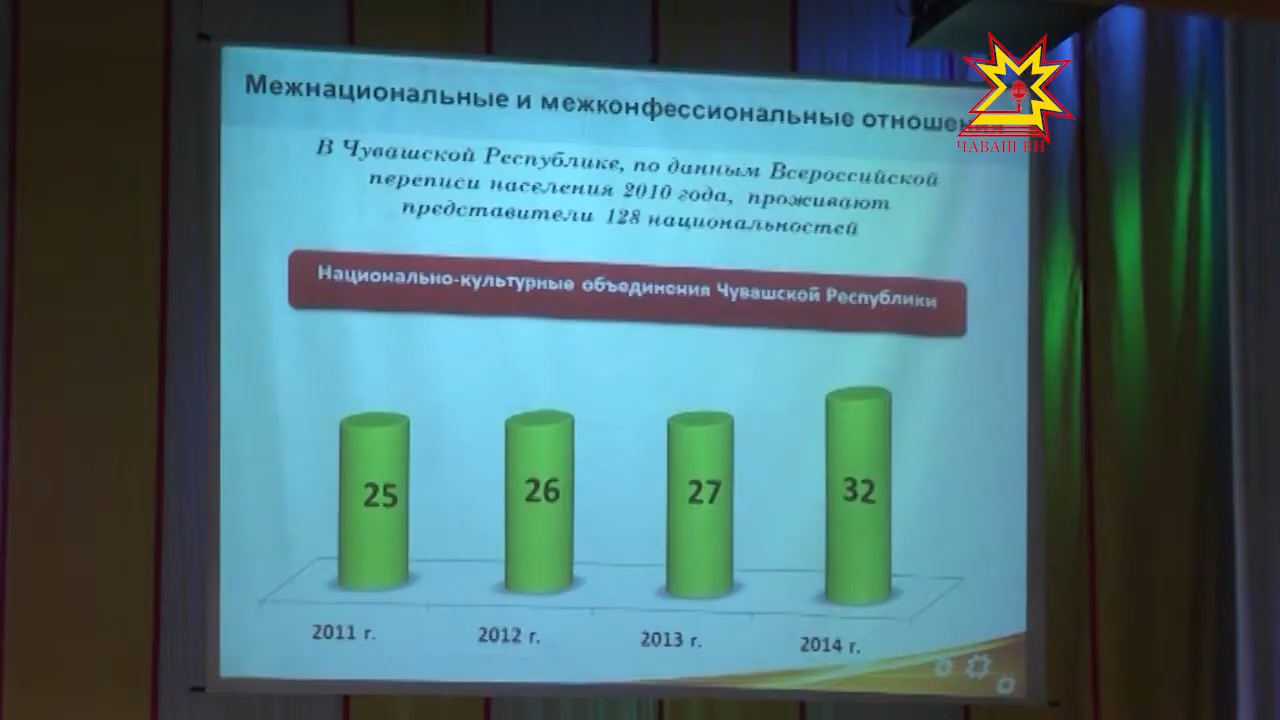 Межнациональные и межконфессиональные отношения
ЧĂВАШ ЕН
В Чувашской Республике, по данным Всероссийской
переписи населения 2010 года, проживают
представители 128 национальностей
Национально-культурные объединения Чувашской Республики
25 26 27 32
2011 г. 2012 г. 2013 г. 2014 г.